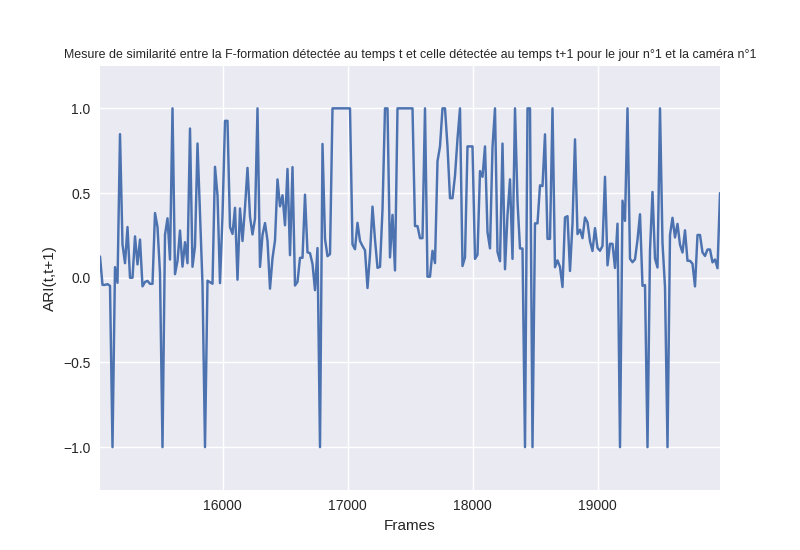 Mesure de similarité entre la F-formation détectée au temps t et celle détectée au temps t+1 pour le jour n°1 et la caméra n°1
1.0
0.5
0.0
−0.5
−1.0
ARI(t,t+1)
16000 17000 18000 19000
Frames